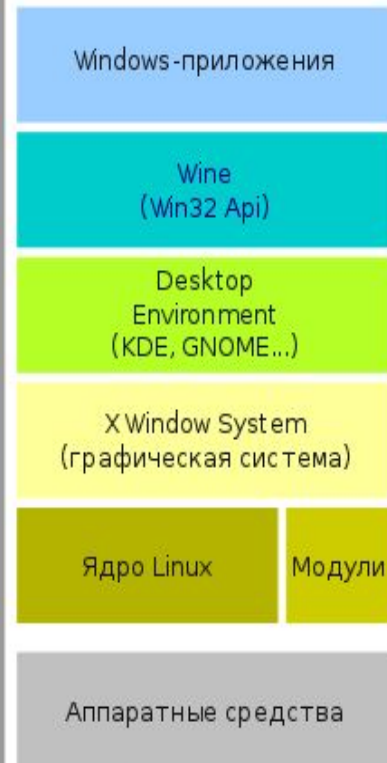 Windows-приложения
Wine
(Win32 Api)
Desktop
Environment
(KDE, GNOME...)
X Window System
(графическая система)
Ядро Linux
Модули
Аппаратные средства